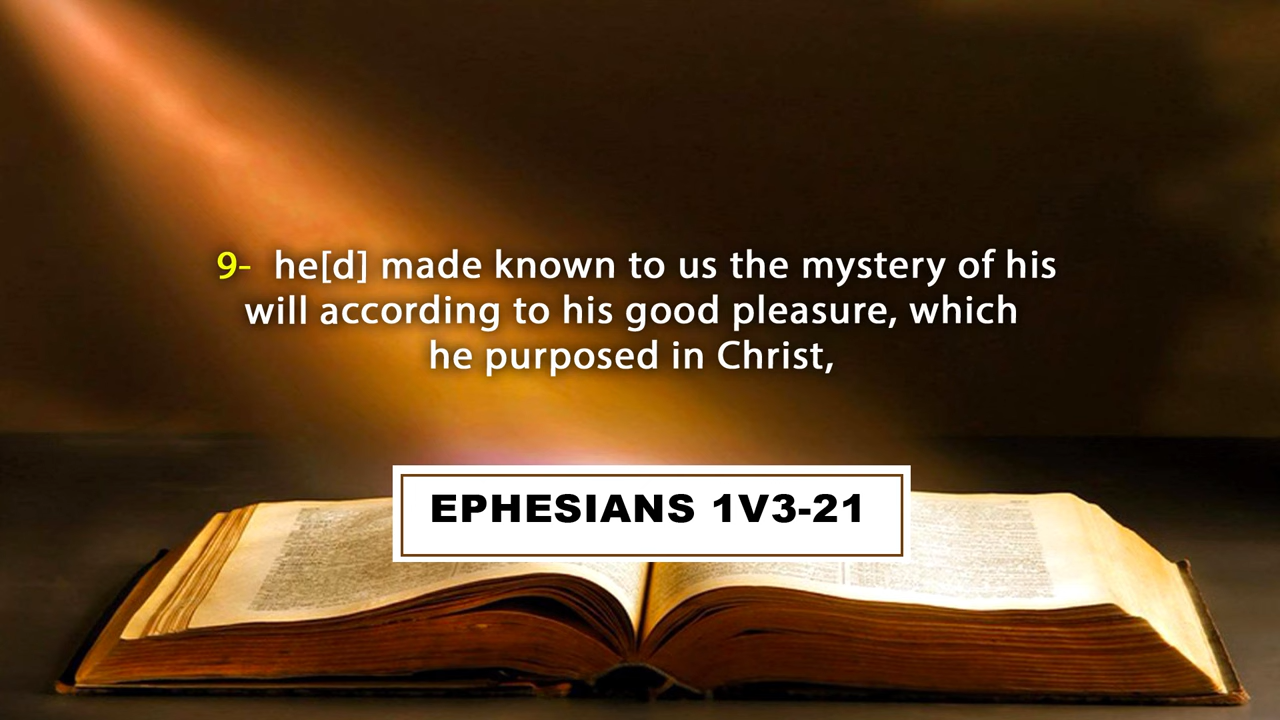 9- he[d] made known to us the mystery of his
will according to his good pleasure, which
he purposed in Christ,
EPHESIANS 1V3-21